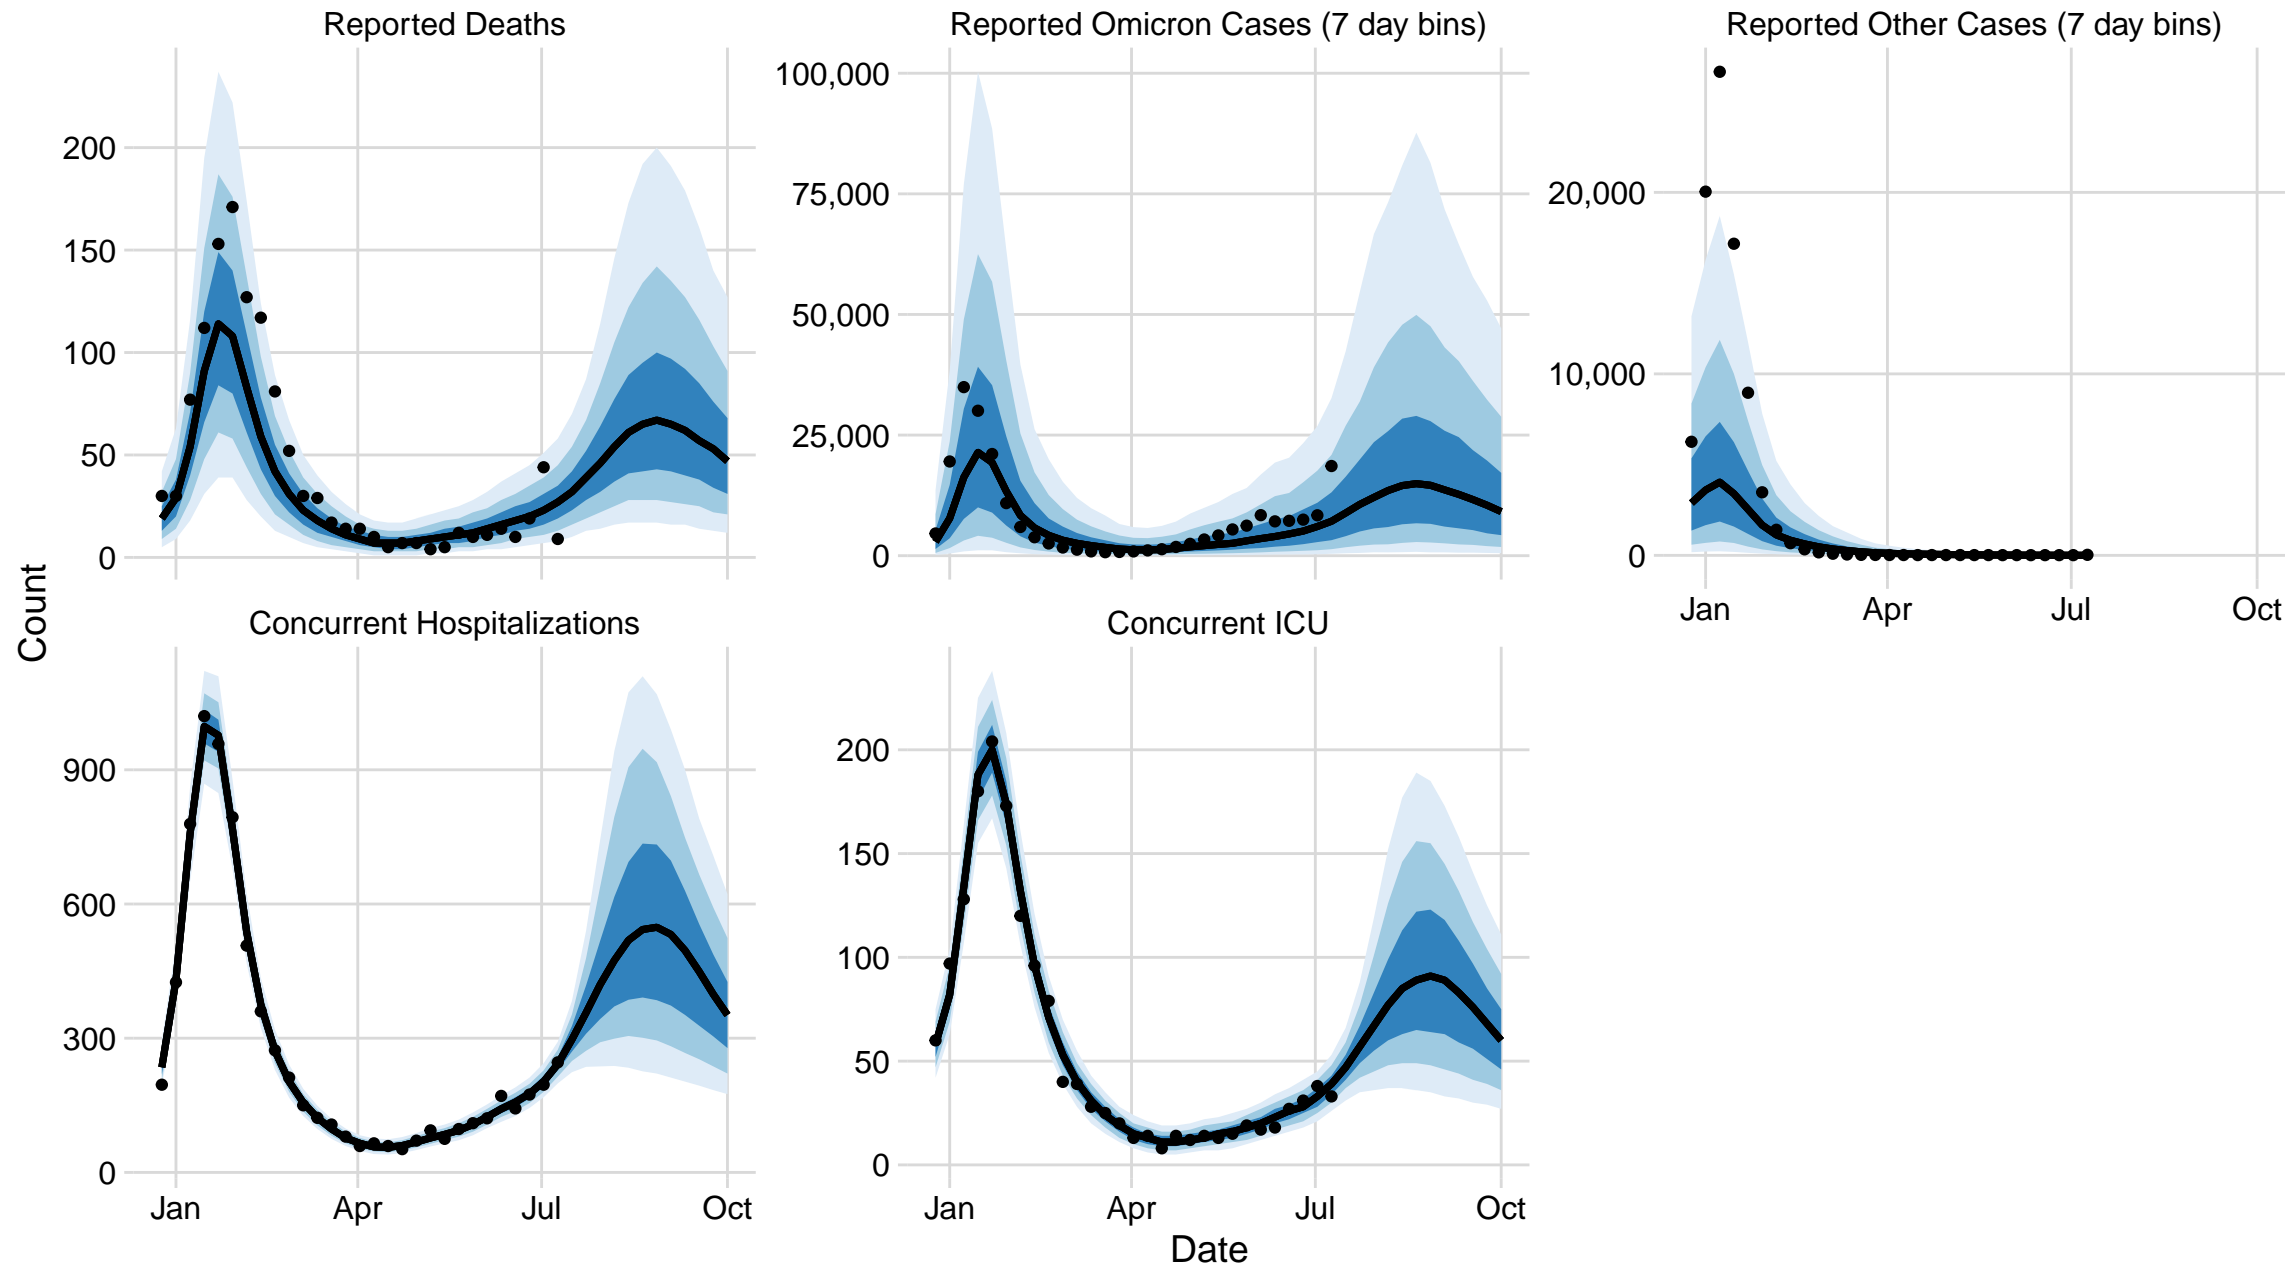 Reported Deaths
Reported Omicron Cases (7 day bins)
Reported Other Cases (7 day bins)
200
150
100
50
0
100,000
75,000
50,000
25,000
0
20,000
10,000
0
Jan Apr Jul Oct
Count
Concurrent Hospitalizations
Concurrent ICU
900
600
300
0
Jan Apr Jul Oct
200
150
100
50
0
Jan Apr Jul Oct
Date